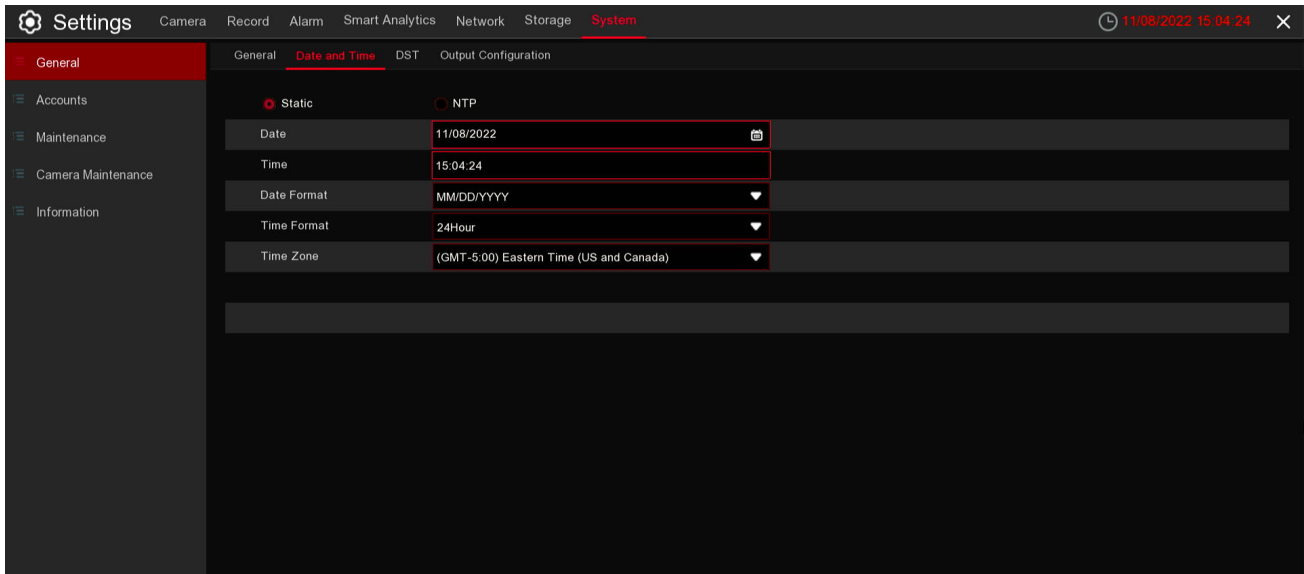 Settings Camera Record Alarm Smart Analytics Network Storage System 11/08/2022 15:04:24
General
Accounts
Maintenance
Camera Maintenance
Information
General Date and Time DST Output Configuration
Static NTP
Date 11/08/2022
Time 15:04:24
Date Format MM/DD/YYYY
Time Format 24Hour
Time Zone (GMT-5:00) Eastern Time (US and Canada)